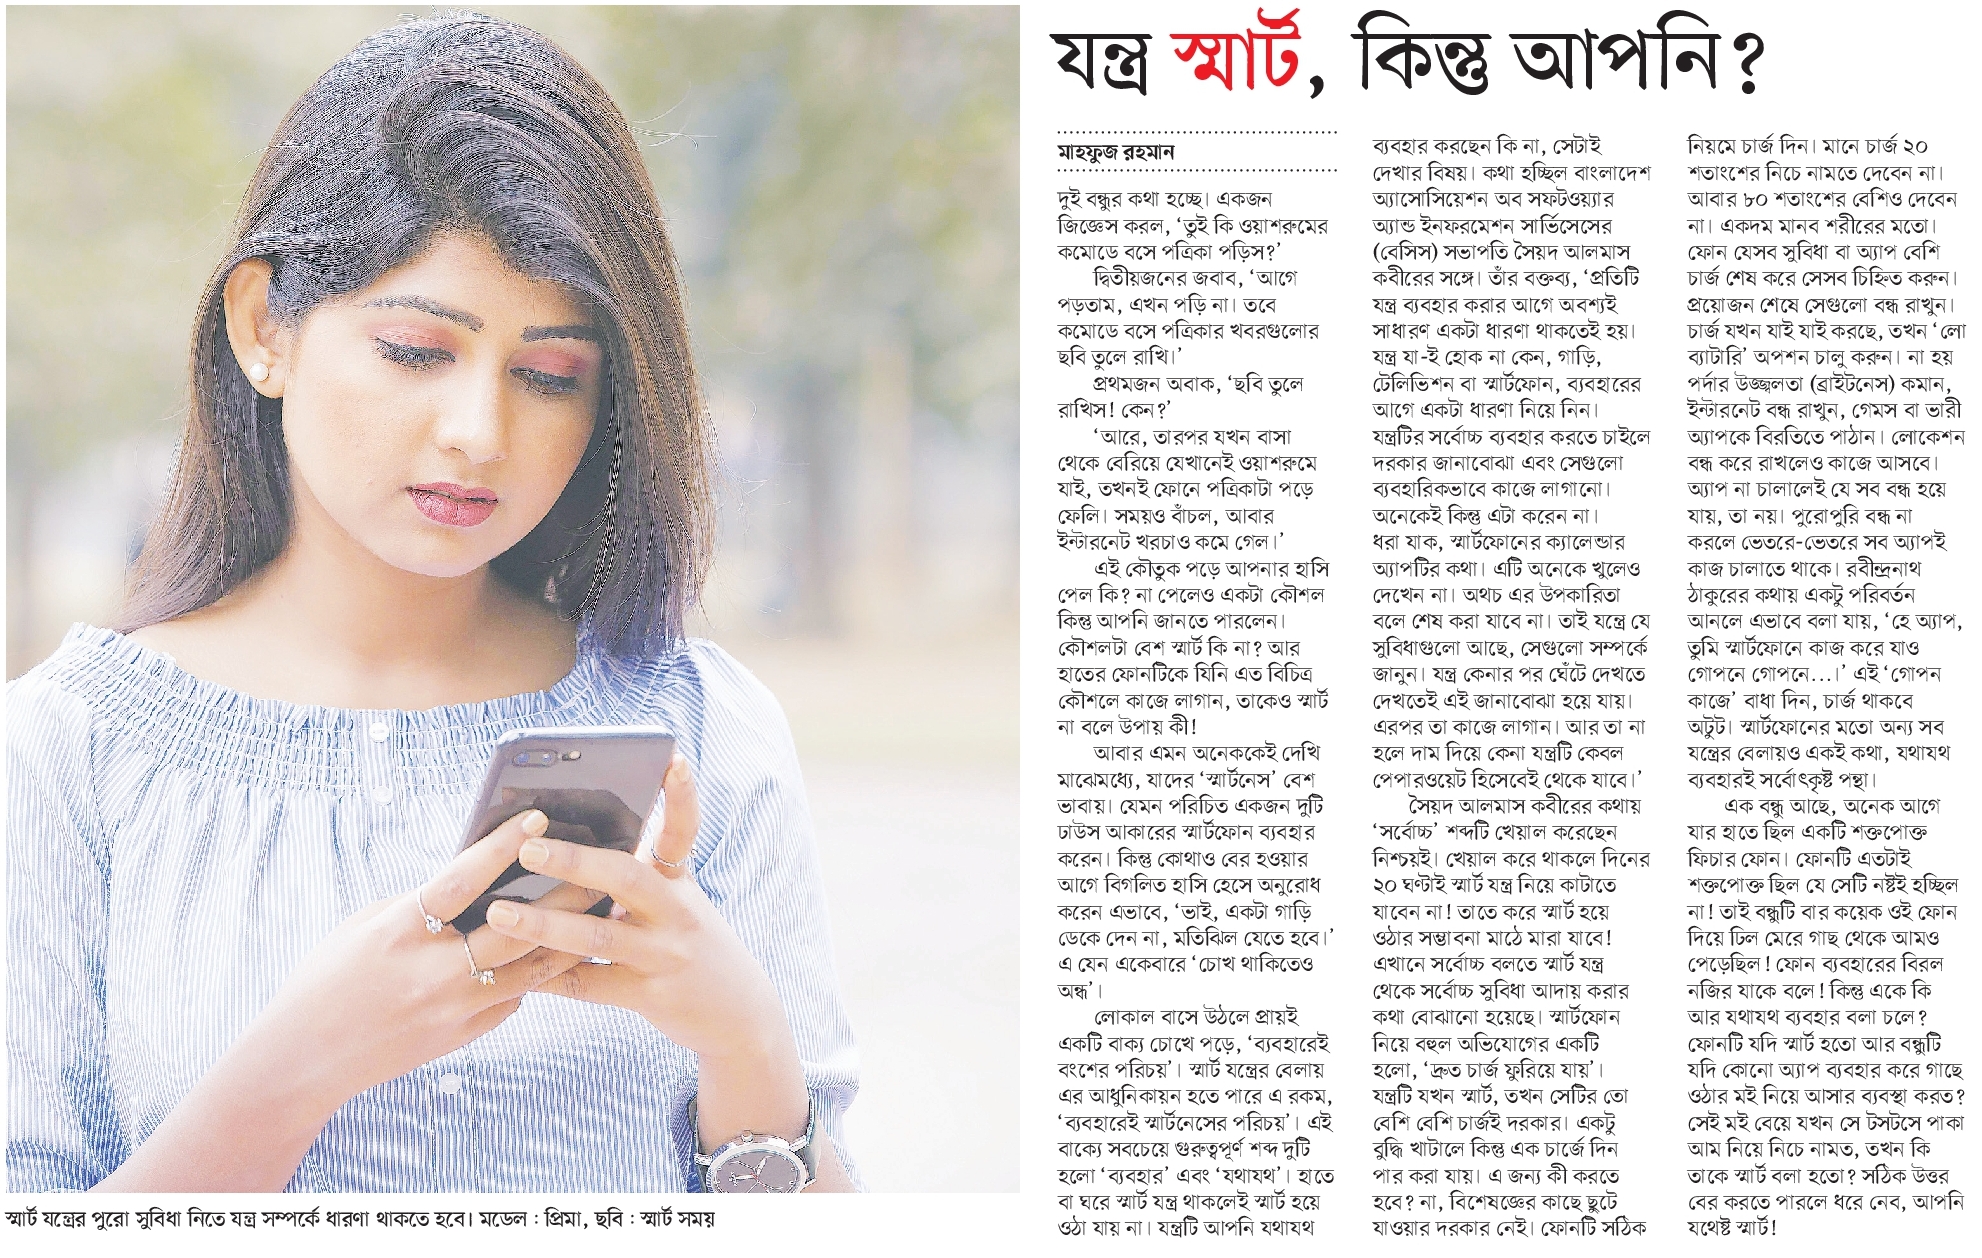 যন্ত্র স্মার্ট, কিন্তু আপনি?
মাহফুজ রহমান
দুই বন্ধুর কথা হচ্ছে। একজন
জিজ্ঞেস করল, ‘তুই কি ওয়াশরুমের
কমোডে বসে পত্রিকা পড়িস?’
দ্বিতীয়জনের জবাব, ‘আগে
পড়তাম, এখন পড়ি না। তবে
কমোডে বসে পত্রিকার খবরগুলোর
ছবি তুলে রাখি।’
প্রথমজন অবাক, ‘ছবি তুলে
রাখিস! কেন?’
‘আরে, তারপর যখন বাসা
থেকে বেরিয়ে যেখানেই ওয়াশরুমে
যাই, তখনই ফোনে পত্রিকাটা পড়ে
ফেলি। সময়ও বাঁচল, আবার
ইন্টারনেট খরচাও কমে গেল।’
এই কৌতুক পড়ে আপনার হাসি
পেল কি? না পেলেও একটা কৌশল
কিন্তু আপনি জানতে পারলেন।
কৌশলটা বেশ স্মার্ট কি না? আর
হাতের ফোনটিকে যিনি এত বিচিত্র
কৌশলে কাজে লাগান, তাকেও স্মার্ট
না বলে উপায় কী!
আবার এমন অনেককেই দেখি
মাঝেমধ্যে, যাদের ‘স্মার্টনেস’ বেশ
ভাবায়। যেমন পরিচিত একজন দুটি
ঢাউস আকারের স্মার্টফোন ব্যবহার
করেন। কিন্তু কোথাও বের হওয়ার
আগে বিগলিত হাসি হেসে অনুরোধ
করেন এভাবে, ‘ভাই, একটা গাড়ি
ডেকে দেন না, মতিঝিল যেতে হবে।’
এ যেন একেবারে ‘চোখ থাকিতেও
অন্ধ’।
লোকাল বাসে উঠলে প্রায়ই
একটি বাক্য চোখে পড়ে, ‘ব্যবহারেই
বংশের পরিচয়’। স্মার্ট যন্ত্রের বেলায়
এর আধুনিকায়ন হতে পারে এ রকম,
‘ব্যবহারেই স্মার্টনেসের পরিচয়’। এই
বাক্যে সবচেয়ে গুরুত্বপূর্ণ শব্দ দুটি
হলো ‘ব্যবহার’ এবং ‘যথাযথ’। হাতে
বা ঘরে স্মার্ট যন্ত্র থাকলেই স্মার্ট হয়ে
ওঠা যায় না। যন্ত্রটি আপনি যথাযথ
ব্যবহার করছেন কি না, সেটাই
দেখার বিষয়। কথা হচ্ছিল বাংলাদেশ
অ্যাসোসিয়েশন অব সফটওয়্যার
অ্যান্ড ইনফরমেশন সার্ভিসেসের
(বেসিস) সভাপতি সৈয়দ আলমাস
কবীরের সঙ্গে। তাঁর বক্তব্য, ‘প্রতিটি
যন্ত্র ব্যবহার করার আগে অবশ্যই
সাধারণ একটা ধারণা থাকতেই হয়।
যন্ত্র যা-ই হোক না কেন, গাড়ি,
টেলিভিশন বা স্মার্টফোন, ব্যবহারের
আগে একটা ধারণা নিয়ে নিন।
যন্ত্রটির সর্বোচ্চ ব্যবহার করতে চাইলে
দরকার জানাবোঝা এবং সেগুলো
ব্যবহারিকভাবে কাজে লাগানো।
অনেকেই কিন্তু এটা করেন না।
ধরা যাক, স্মার্টফোনের ক্যালেন্ডার
অ্যাপটির কথা। এটি অনেকে খুলেও
দেখেন না। অথচ এর উপকারিতা
বলে শেষ করা যাবে না। তাই যন্ত্রে যে
সুবিধাগুলো আছে, সেগুলো সম্পর্কে
জানুন। যন্ত্র কেনার পর ঘেঁটে দেখতে
দেখতেই এই জানাবোঝা হয়ে যায়।
এরপর তা কাজে লাগান। আর তা না
হলে দাম দিয়ে কেনা যন্ত্রটি কেবল
পেপারওয়েট হিসেবেই থেকে যাবে।’
সৈয়দ আলমাস কবীরের কথায়
‘সর্বোচ্চ’ শব্দটি খেয়াল করেছেন
নিশ্চয়ই। খেয়াল করে থাকলে দিনের
২০ ঘণ্টাই স্মার্ট যন্ত্র নিয়ে কাটাতে
যাবেন না! তাতে করে স্মার্ট হয়ে
ওঠার সম্ভাবনা মাঠে মারা যাবে!
এখানে সর্বোচ্চ বলতে স্মার্ট যন্ত্র
থেকে সর্বোচ্চ সুবিধা আদায় করার
কথা বোঝানো হয়েছে। স্মার্টফোন
নিয়ে বহুল অভিযোগের একটি
হলো, ‘দ্রুত চার্জ ফুরিয়ে যায়’।
যন্ত্রটি যখন স্মার্ট, তখন সেটির তো
বেশি বেশি চার্জই দরকার। একটু
বুদ্ধি খাটালে কিন্তু এক চার্জে দিন
পার করা যায়। এ জন্য কী করতে
হবে? না, বিশেষজ্ঞের কাছে ছুটে
যাওয়ার দরকার নেই। ফোনটি সঠিক
নিয়মে চার্জ দিন। মানে চার্জ ২০
শতাংশের নিচে নামতে দেবেন না।
আবার ৮০ শতাংশের বেশিও দেবেন
না। একদম মানব শরীরের মতো।
ফোন যেসব সুবিধা বা অ্যাপ বেশি
চার্জ শেষ করে সেসব চিহ্নিত করুন।
প্রয়োজন শেষে সেগুলো বন্ধ রাখুন।
চার্জ যখন যাই যাই করছে, তখন ‘লো
ব্যাটারি’ অপশন চালু করুন। না হয়
পর্দার উজ্জ্বলতা (ব্রাইটনেস) কমান,
ইন্টারনেট বন্ধ রাখুন, গেমস বা ভারী
অ্যাপকে বিরতিতে পাঠান। লোকেশন
বন্ধ করে রাখলেও কাজে আসবে।
অ্যাপ না চালালেই যে সব বন্ধ হয়ে
যায়, তা নয়। পুরোপুরি বন্ধ না
করলে ভেতরে-ভেতরে সব অ্যাপই
কাজ চালাতে থাকে। রবীন্দ্রনাথ
ঠাকুরের কথায় একটু পরিবর্তন
আনলে এভাবে বলা যায়, ‘হে অ্যাপ,
তুমি স্মার্টফোনে কাজ করে যাও
গোপনে গোপনে...।’ এই ‘গোপন
কাজে’ বাধা দিন, চার্জ থাকবে
অটুট। স্মার্টফোনের মতো অন্য সব
যন্ত্রের বেলায়ও একই কথা, যথাযথ
ব্যবহারই সর্বোৎকৃষ্ট পন্থা।
এক বন্ধু আছে, অনেক আগে
যার হাতে ছিল একটি শক্তপোক্ত
ফিচার ফোন। ফোনটি এতটাই
শক্তপোক্ত ছিল যে সেটি নষ্টই হচ্ছিল
না! তাই বন্ধুটি বার কয়েক ওই ফোন
দিয়ে ঢিল মেরে গাছ থেকে আমও
পেড়েছিল! ফোন ব্যবহারের বিরল
নজির যাকে বলে! কিন্তু একে কি
আর যথাযথ ব্যবহার বলা চলে?
ফোনটি যদি স্মার্ট হতো আর বন্ধুটি
যদি কোনো অ্যাপ ব্যবহার করে গাছে
ওঠার মই নিয়ে আসার ব্যবস্থা করত?
সেই মই বেয়ে যখন সে টসটসে পাকা
আম নিয়ে নিচে নামত, তখন কি
তাকে স্মার্ট বলা হতো? সঠিক উত্তর
বের করতে পারলে ধরে নেব, আপনি
যথেষ্ট স্মার্ট!
স্মার্ট যন্ত্রের পুরো সুবিধা নিতে যন্ত্র সম্পর্কে ধারণা থাকতে হবে। মডেল : প্রিমা, ছবি : স্মার্ট সময়